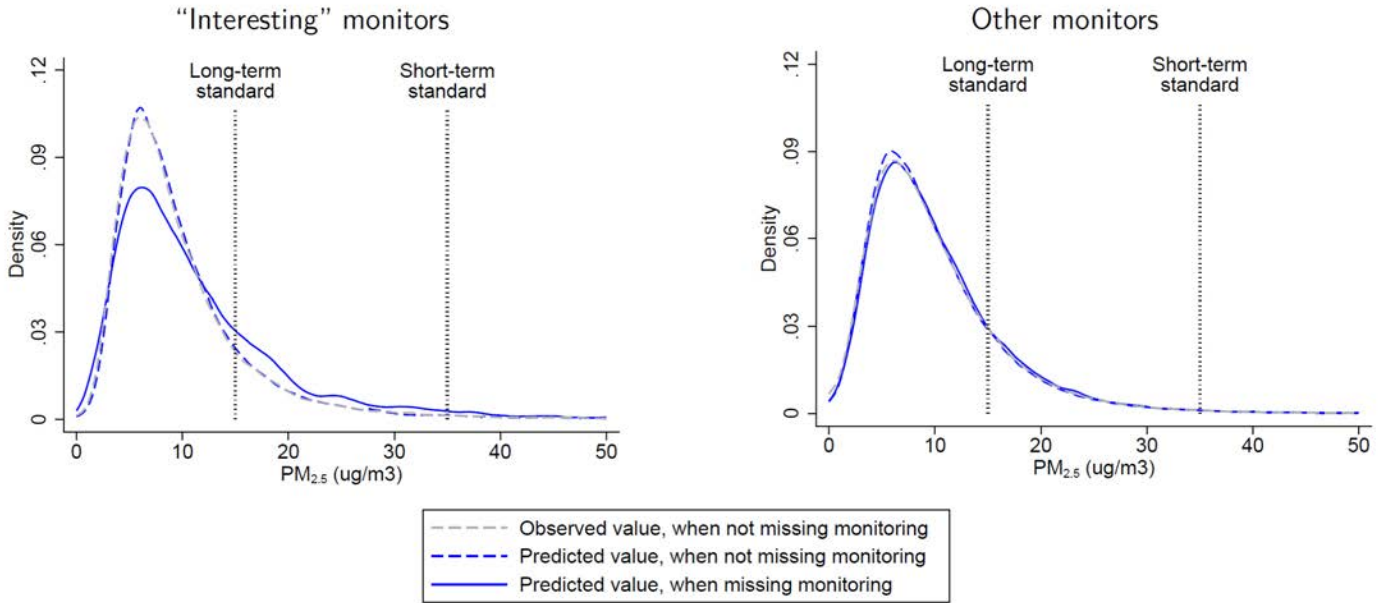 “Interesting” monitors
Long-term
standard
Short-term
standard
Density
0
.03
.06
.09
.12
0
10
20
30
40
50
PM2.5 (ug/m3)
Other monitors
Long-term
standard
Short-term
standard
Density
0
.03
.06
.09
.12
0
10
20
30
40
50
PM2.5 (ug/m3)
Observed value, when not missing monitoring
Predicted value, when not missing monitoring
Predicted value, when missing monitoring